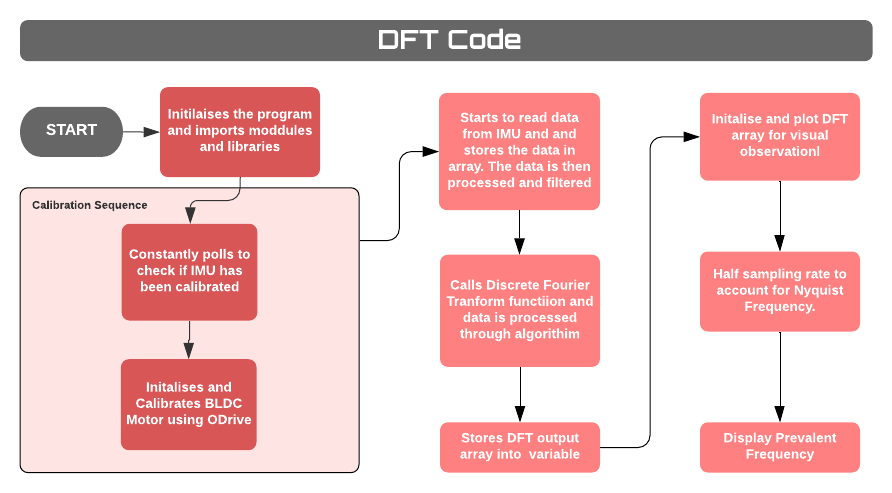 DFT Code
START
Initilaises the program
and imports moddules
and libraries
Calibration Sequence
Constantly polls to
check if IMU has
been calibrated
Initalises and
Calibrates BLDC
Motor using ODrive
Starts to read data
from IMU and and
stores the data in
array. The data is then
processed and filtered
Calls Discrete Fourier
Tranform functiion and
data is processed
through algorithim
Stores DFT output
array into variable
Initalise and plot DFT
array for visual
observationl
Half sampling rate to
account for Nyquist
Frequency.
Display Prevalent
Frequency